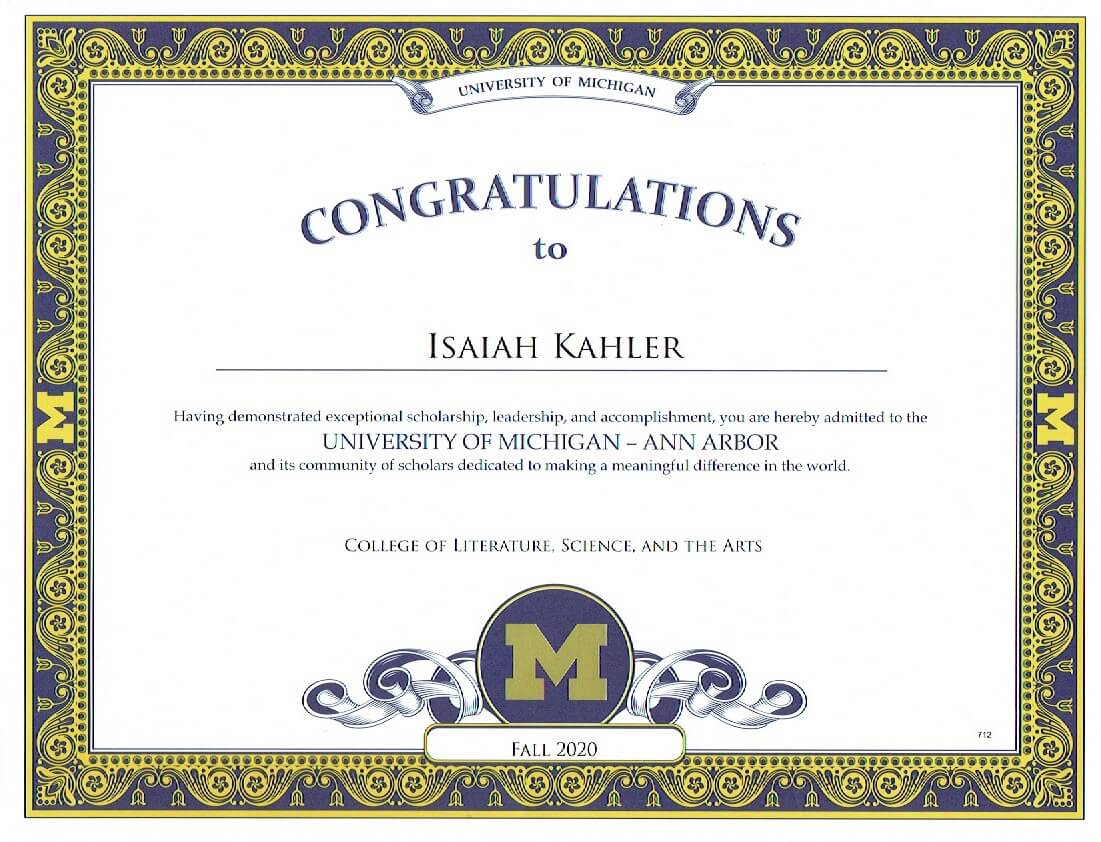 UNIVERSITY OF MICHIGAN
CONGRATULATIONS
to
ISAIAH KAHLER
Having demonstrated exceptional scholarship, leadership, and accomplishment, you are hereby admitted to the
UNIVERSITY OF MICHIGAN – ANN ARBOR
and its community of scholars dedicated to making a meaningful difference in the world.
M M
COLLEGE OF LITERATURE, SCIENCE, AND THE ARTS
M
FALL 2020
712